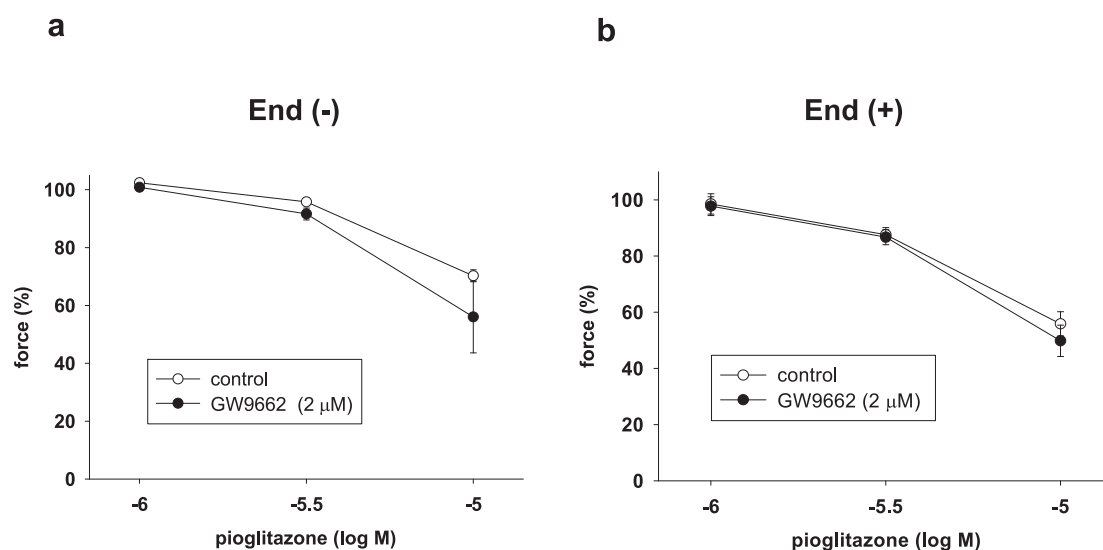 a
End (-)
force (%)
100
80
60
40
20
0
control
GW9662 (2 μM)
-6
-5.5
-5
pioglitazone (log M)
b
End (+)
force (%)
100
80
60
40
20
0
control
GW9662 (2 μM)
-6
-5.5
-5
pioglitazone (log M)